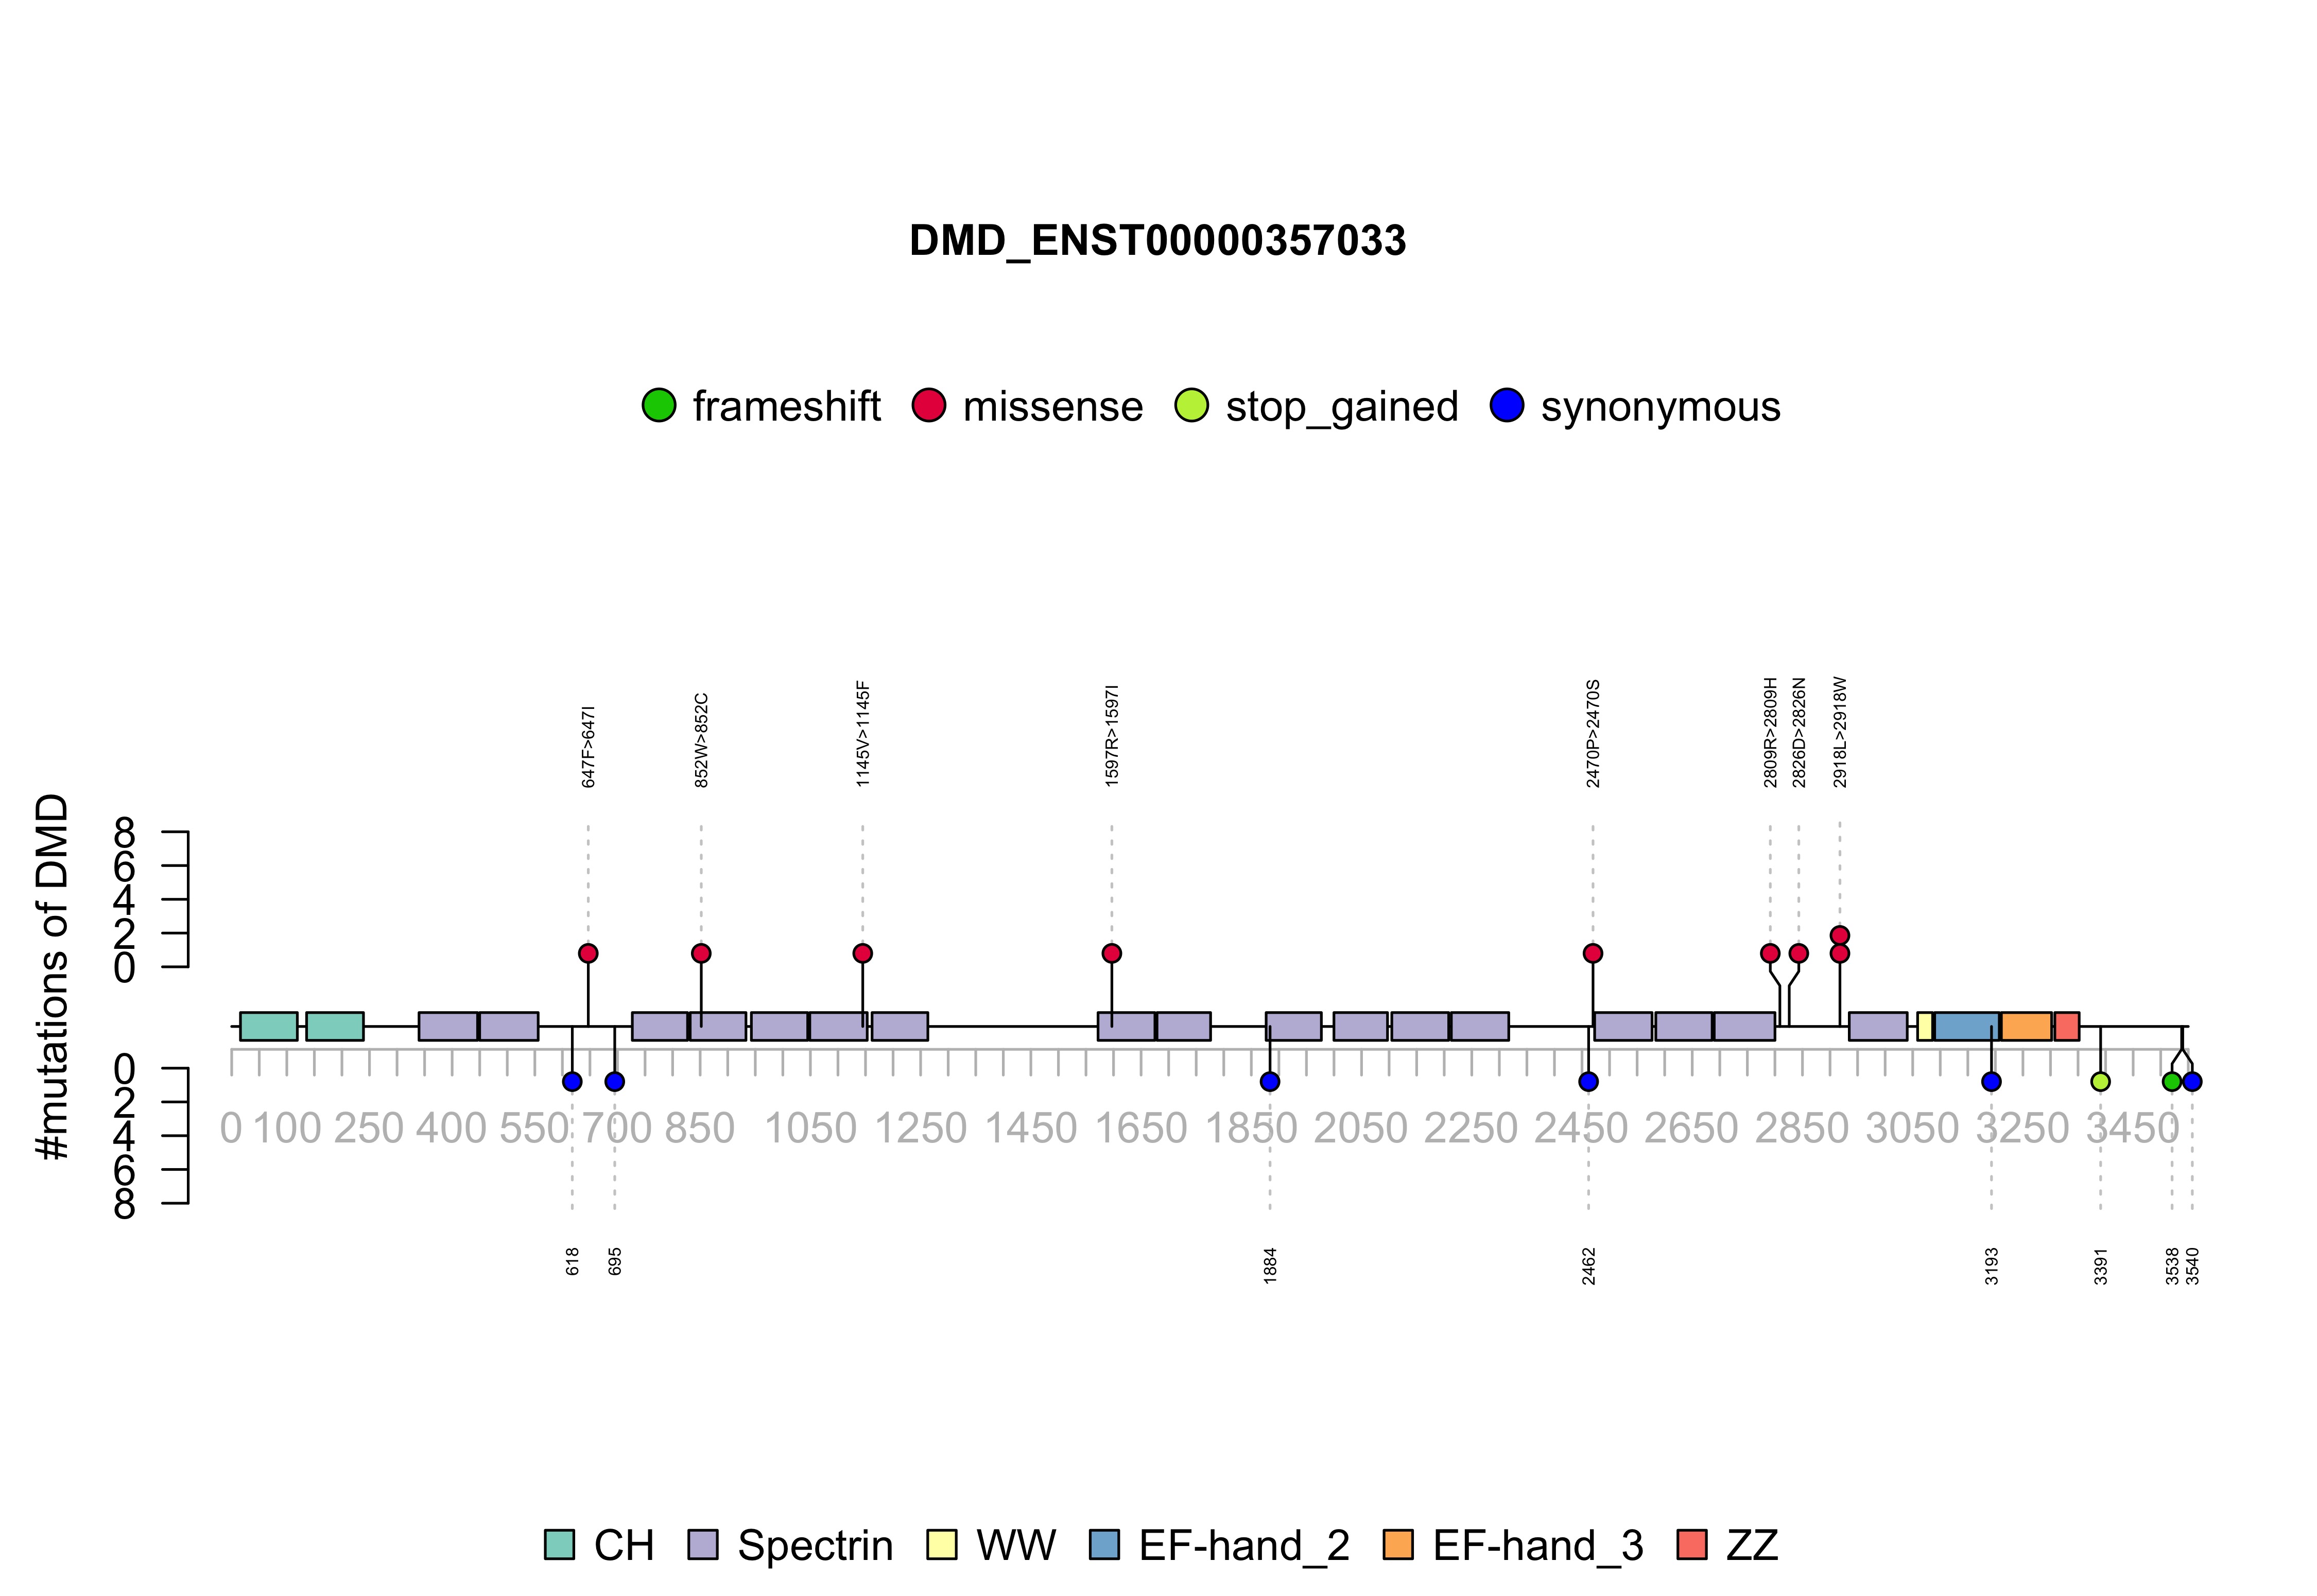 DMD_ENST00000357033
frameshift missense stop_gained synonymous
647F>647I 852W>852C 1145V>1145F 1597R>1597I 2470P>2470S 2809R>2809H 2826D>2826N 2918L>2918W
#mutations of DMD
8
6
4
2
0
0
2
4
6
8
0 100 250 400 550 700 850 1050 1250 1450 1650 1850 2050 2250 2450 2650 2850 3050 3250 3450
618 695 1884 2462 3193 3391 3538 3540
CH Spectrin WW EF-hand_2 EF-hand_3 ZZ